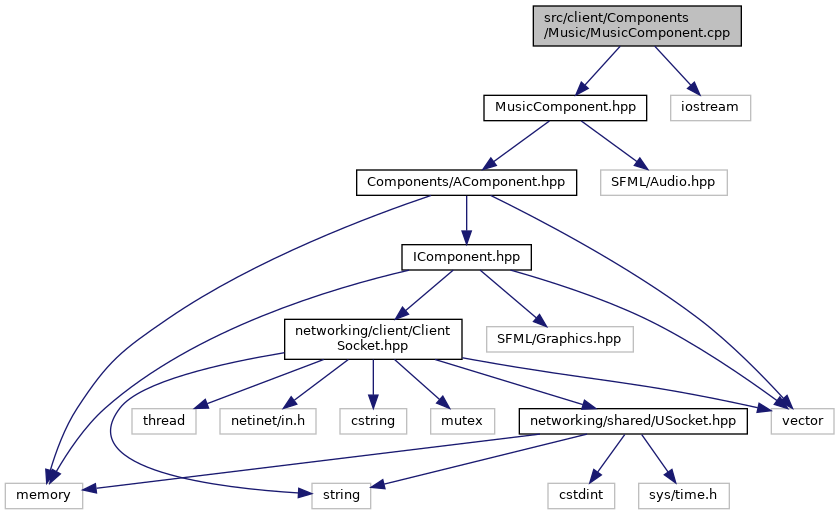 src/client/Components
/Music/MusicComponent.cpp
MusicComponent.hpp
iostream
Components/AComponent.hpp
SFML/Audio.hpp
IComponent.hpp
networking/client/Client
Socket.hpp
SFML/Graphics.hpp
thread
netinet/in.h
cstring
mutex
networking/shared/USocket.hpp
vector
memory
string
cstdint
sys/time.h